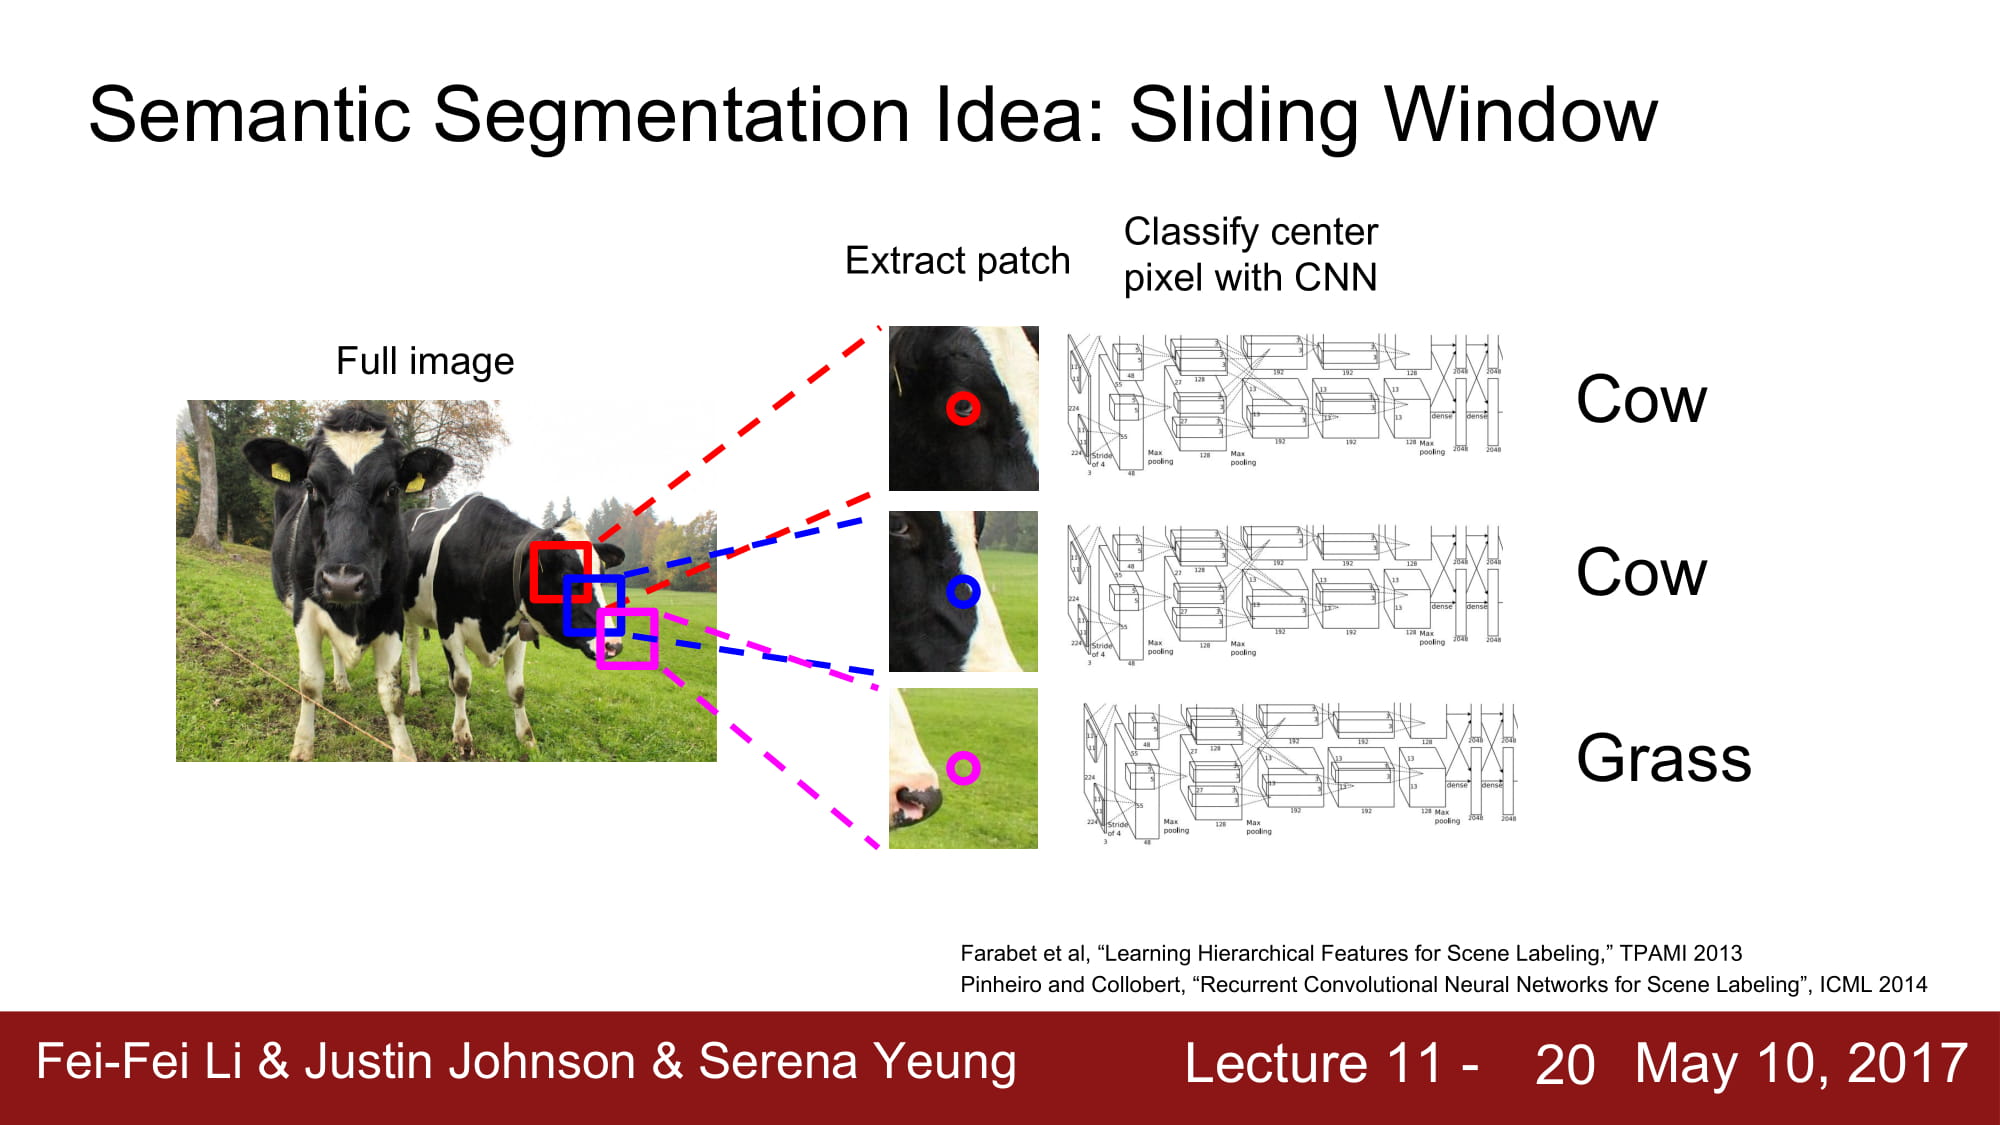 Semantic Segmentation Idea: Sliding Window
Full image
Extract patch
Classify center
pixel with CNN
Cow
Cow
Grass
Farabet et al, “Learning Hierarchical Features for Scene Labeling,” TPAMI 2013
Pinheiro and Collobert, “Recurrent Convolutional Neural Networks for Scene Labeling”, ICML 2014
Fei-Fei Li & Justin Johnson & Serena Yeung
Lecture 11 - 20 May 10, 2017